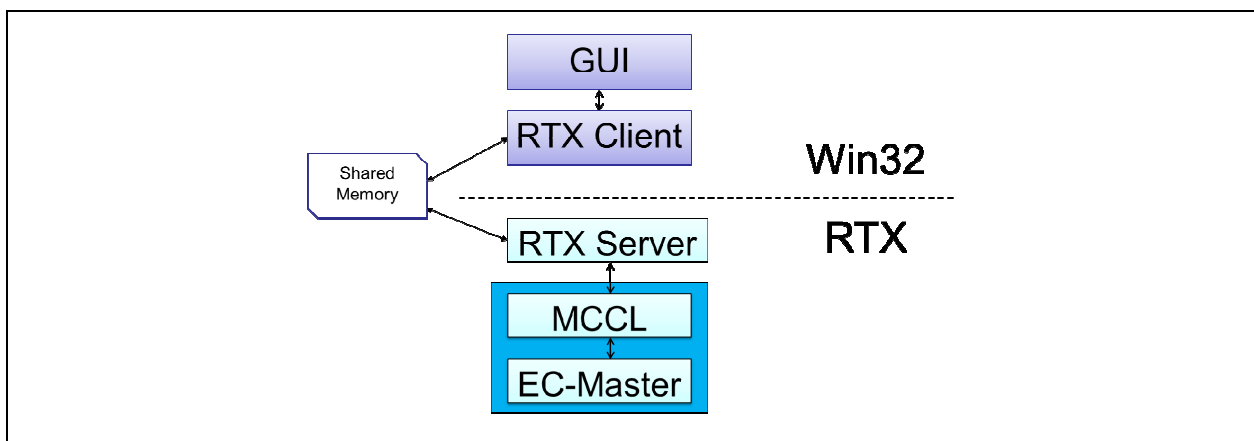 GUI
RTX Client
Shared
Memory
Win32
RTX
RTX Server
MCCL
EC-Master